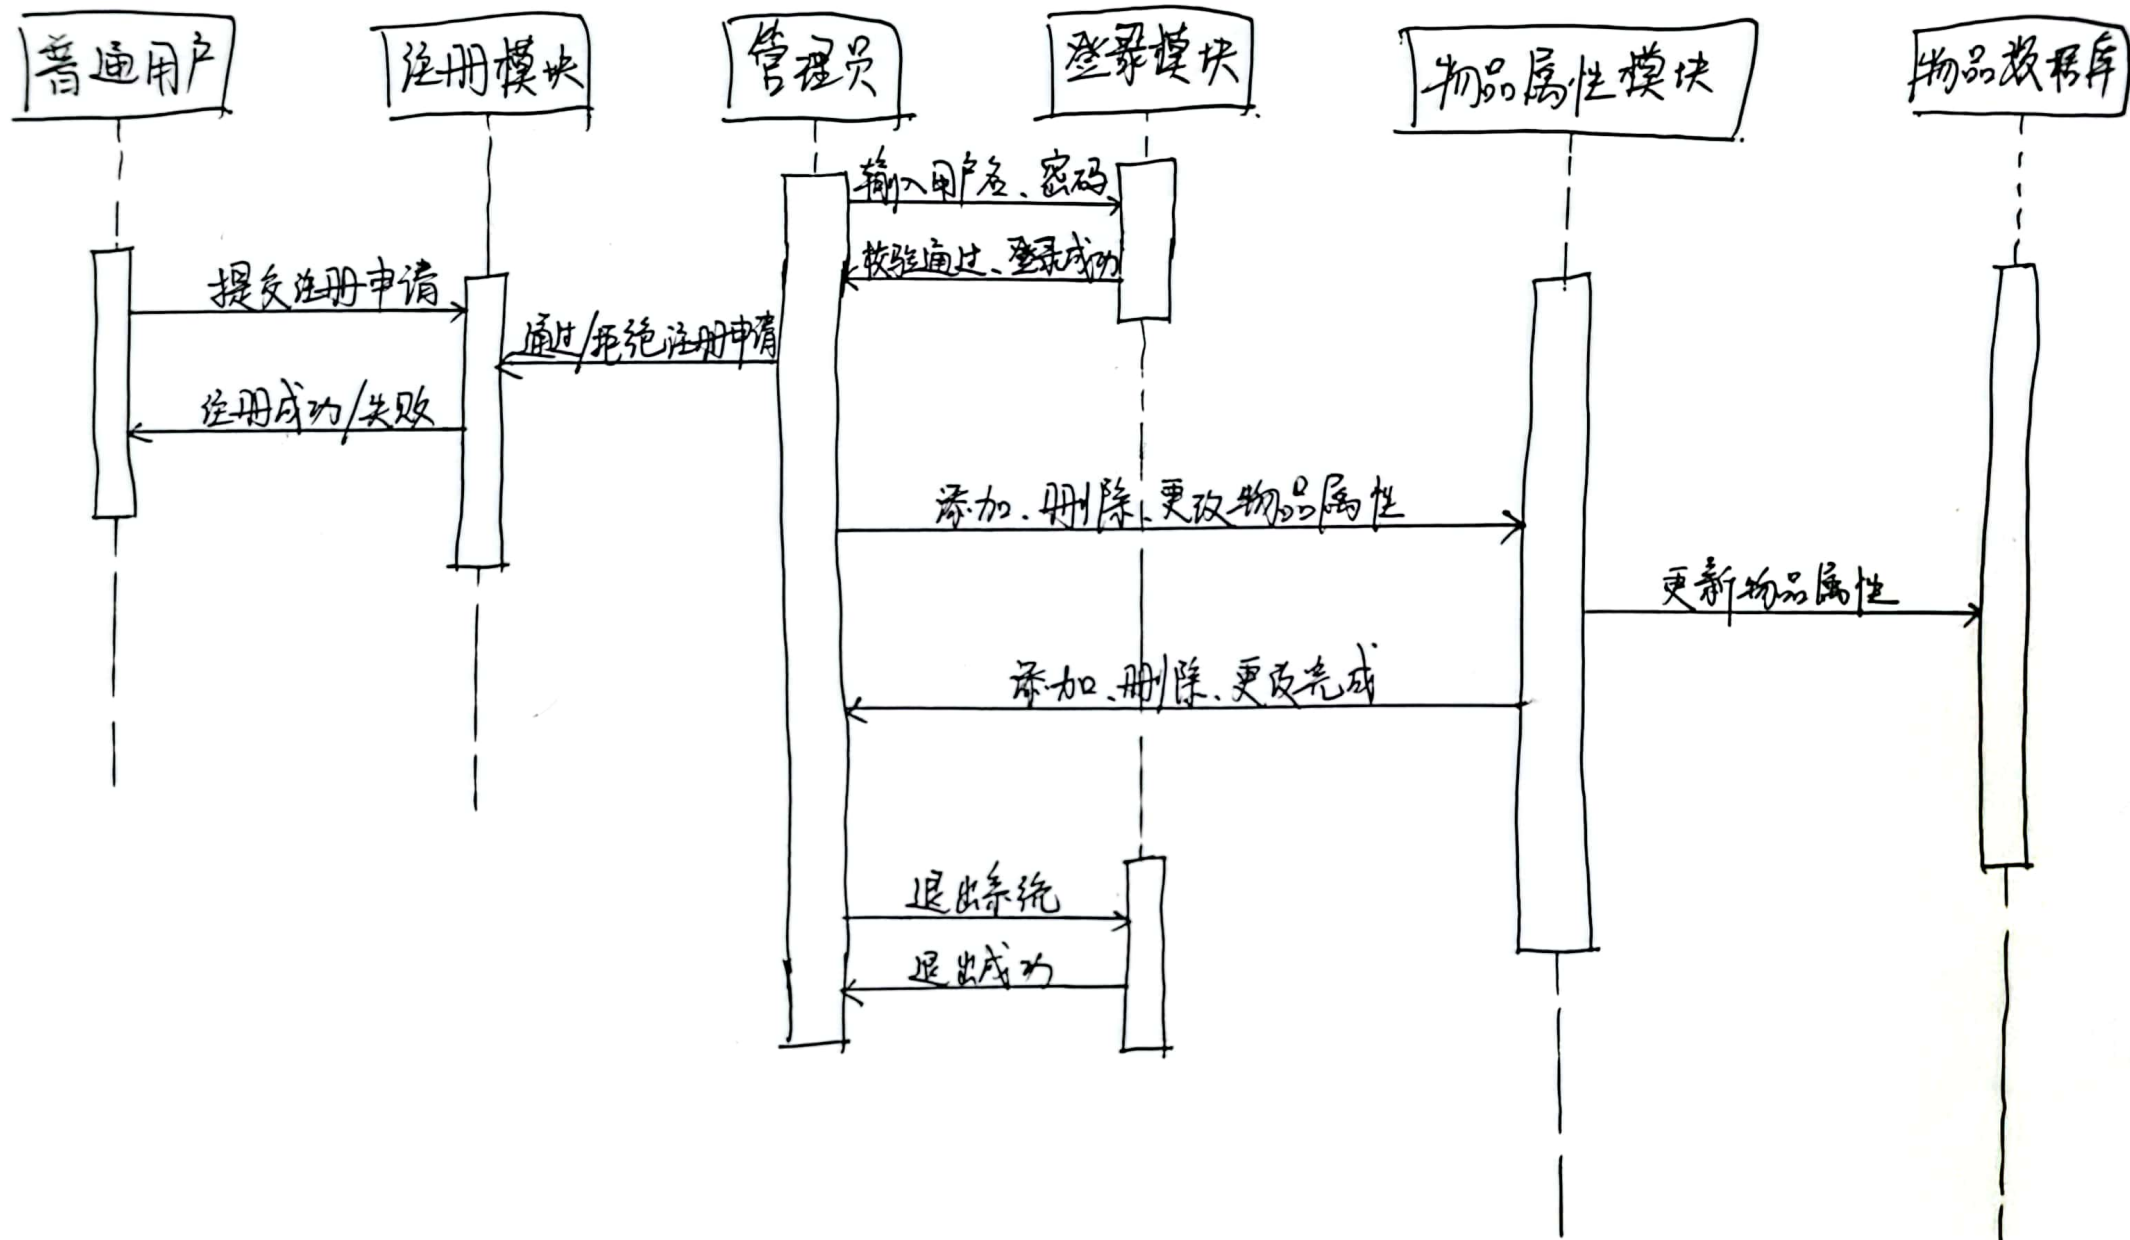 普通用户
注册模块
管理员
登录模块
物品属性模块
物品数据库
输入用户名、密码
校验通过、登录成功
提交注册申请
通过/拒绝注册申请
注册成功/失败
添加、删除、更改物品属性
更新物品属性
添加、删除、更改完成
退出系统
退出成功